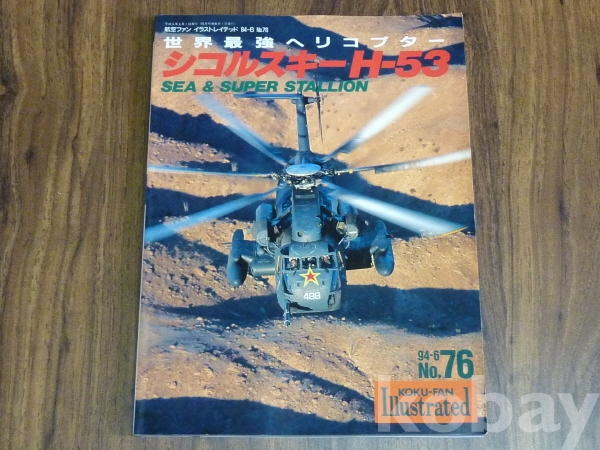 航空ファン イラストレイテッド 94-6 No.76
世界最強ヘリコプター
シコルスキーH-53
SEA & SUPER STALLION
488
94-6
No.76
KOKU-FAN
Illustrated
kobay